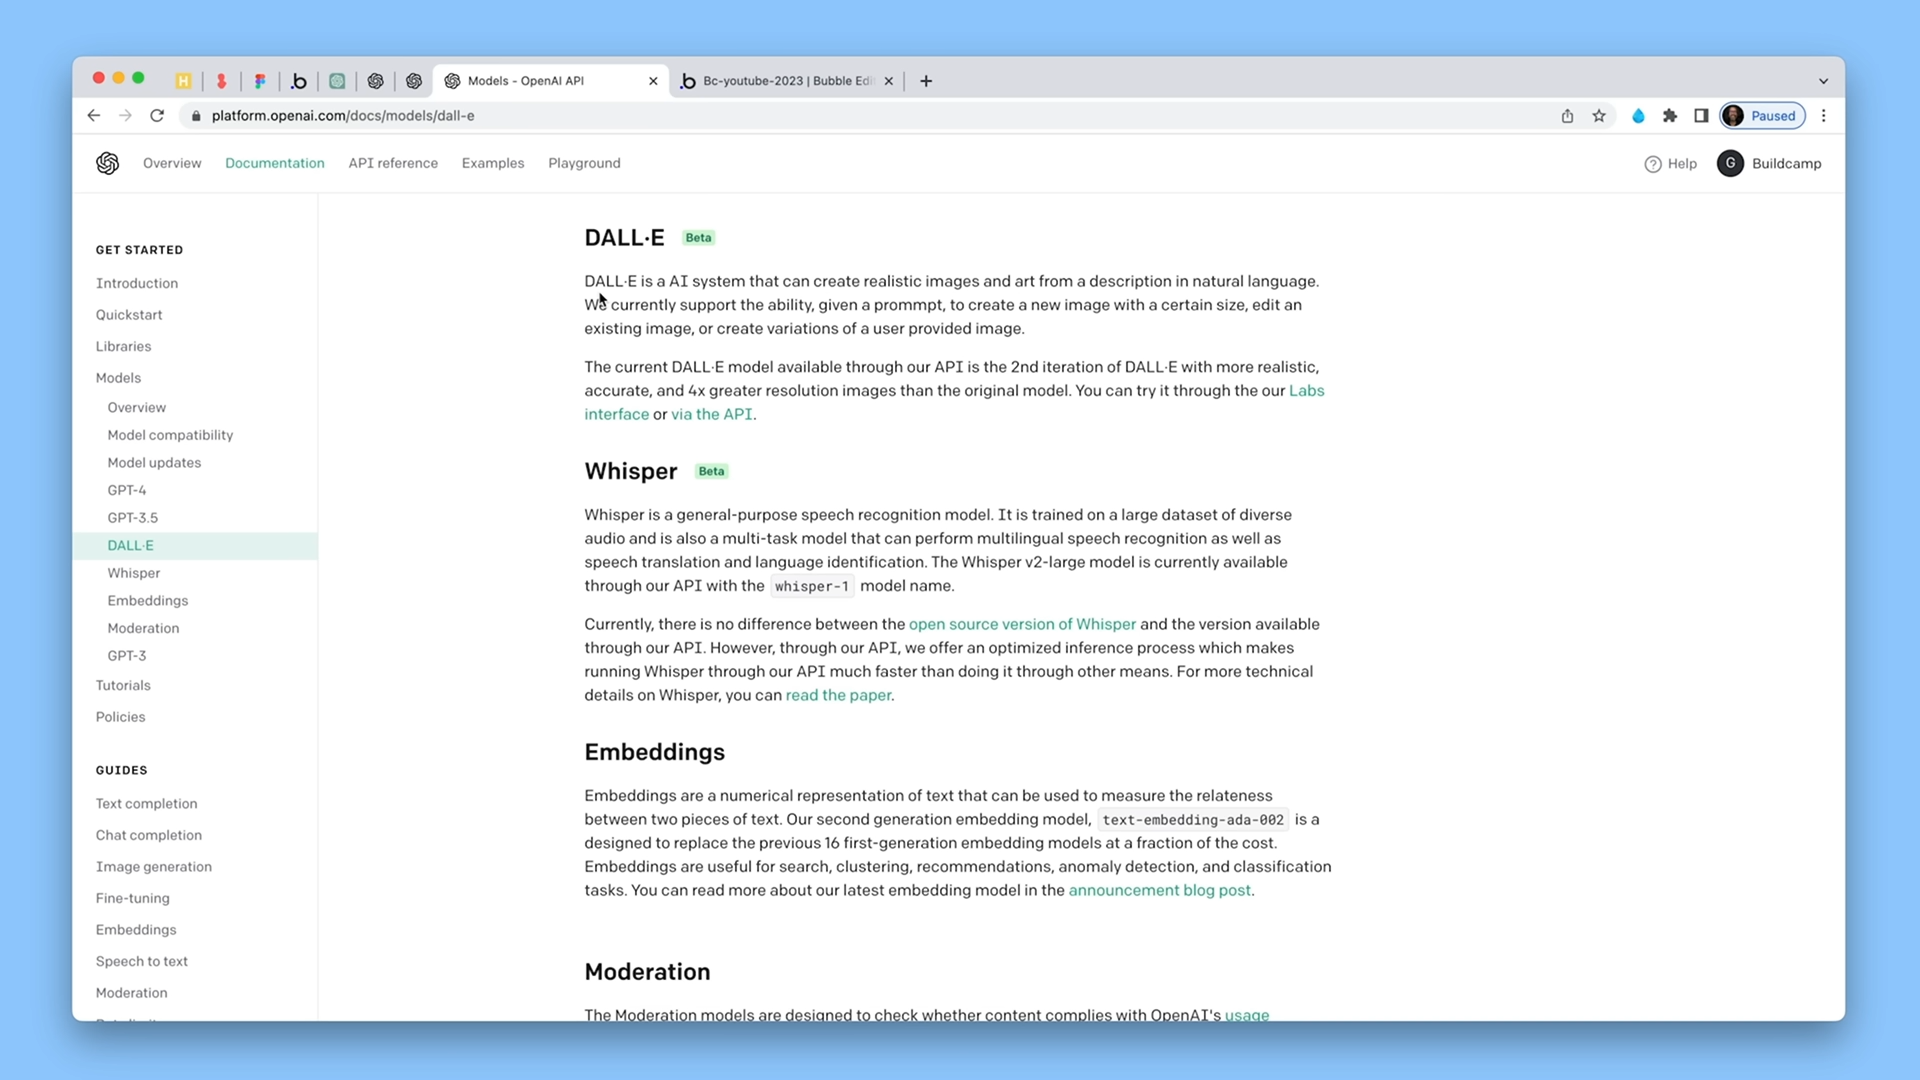 Models - OpenAI API
Bc-youtube-2023 | Bubble Edi
platform.openai.com/docs/models/dall-e
Paused
Overview
Documentation
API reference
Examples
Playground
Help
G
Buildcamp
GET STARTED
Introduction
Quickstart
Libraries
Models
Overview
Model compatibility
Model updates
GPT-4
GPT-3.5
DALL·E
Whisper
Embeddings
Moderation
GPT-3
Tutorials
Policies
GUIDES
Text completion
Chat completion
Image generation
Fine-tuning
Embeddings
Speech to text
Moderation
DALL·E Beta
DALL·E is a AI system that can create realistic images and art from a description in natural language.
We currently support the ability, given a prommpt, to create a new image with a certain size, edit an
existing image, or create variations of a user provided image.
The current DALL·E model available through our API is the 2nd iteration of DALL·E with more realistic,
accurate, and 4x greater resolution images than the original model. You can try it through the our Labs
interface or via the API.
Whisper Beta
Whisper is a general-purpose speech recognition model. It is trained on a large dataset of diverse
audio and is also a multi-task model that can perform multilingual speech recognition as well as
speech translation and language identification. The Whisper v2-large model is currently available
through our API with the whisper-1 model name.
Currently, there is no difference between the open source version of Whisper and the version available
through our API. However, through our API, we offer an optimized inference process which makes
running Whisper through our API much faster than doing it through other means. For more technical
details on Whisper, you can read the paper.
Embeddings
Embeddings are a numerical representation of text that can be used to measure the relateness
between two pieces of text. Our second generation embedding model, text-embedding-ada-002 is a
designed to replace the previous 16 first-generation embedding models at a fraction of the cost.
Embeddings are useful for search, clustering, recommendations, anomaly detection, and classification
tasks. You can read more about our latest embedding model in the announcement blog post.
Moderation
The Moderation models are designed to check whether content complies with OpenAI's usage